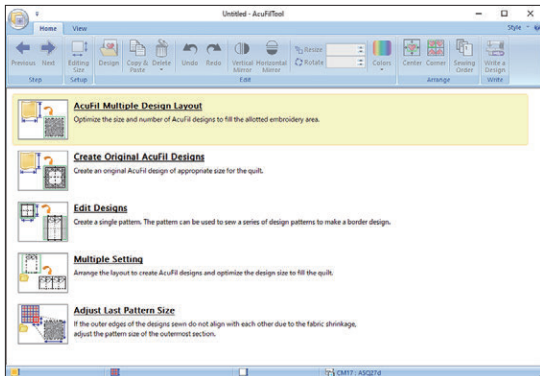 Untitled - AcuFilTool
Home View Style
Previous Next Editing Size Design Copy & Paste Delete Undo Redo Vertical Mirror Horizontal Mirror Resize Rotate Colors Center Corner Sewing Order Write a Design
Step Setup Edit Arrange Write
AcuFil Multiple Design Layout
Optimize the size and number of AcuFil designs to fill the allotted embroidery area.
Create Original AcuFil Designs
Create an original AcuFil design of appropriate size for the quilt.
Edit Designs
Create a single pattern. The pattern can be used to sew a series of design patterns to make a border design.
Multiple Setting
Arrange the layout to create AcuFil designs and optimize the design size to fill the quilt.
Adjust Last Pattern Size
If the outer edges of the designs sewn do not align with each other due to the fabric shrinkage,
adjust the pattern size of the outermost section.
CM17 : ASQ27d